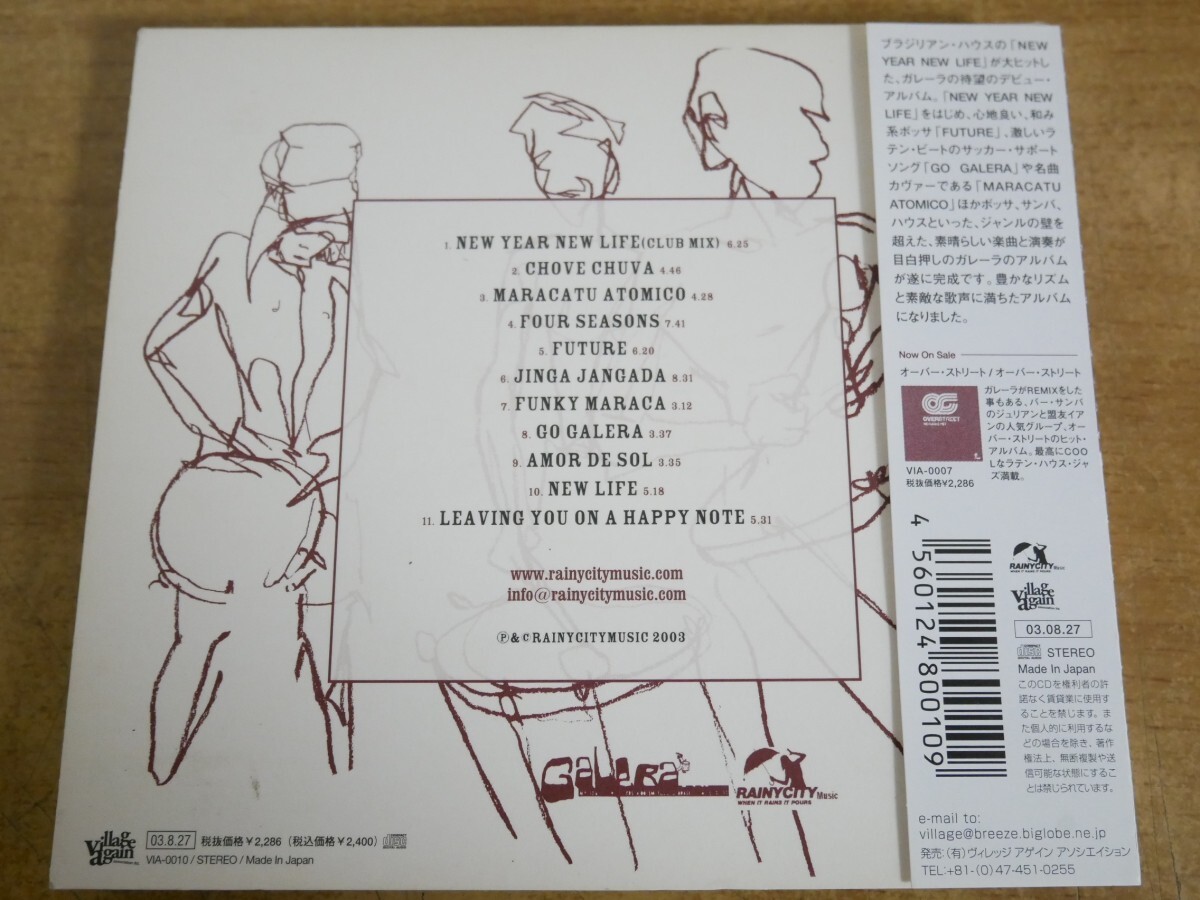 1. NEW YEAR NEW LIFE (CLUB MIX) 6.25
2. CHOVE CHUVA 4.46
3. MARACATU ATOMICO 4.28
4. FOUR SEASONS 7.41
5. FUTURE 6.20
6. JINGA JANGADA 8.31
7. FUNKY MARACA 3.12
8. GO GALERA 3.37
9. AMOR DE SOL 3.35
10. NEW LIFE 5.18
11. LEAVING YOU ON A HAPPY NOTE 5.31
www.rainycitymusic.com
info@rainycitymusic.com
℗ & © RAINYCITYMUSIC 2003
GALERA
RAINYCITY Music
WHEN IT RAINS IT POURS
Village Again
03.8.27 税抜価格¥2,286 (税込価格¥2,400)
VIA-0010 / STEREO / Made In Japan
ブラジリアン・ハウスの「NEW
YEAR NEW LIFE」が大ヒットし
た、ガレーラの待望のデビュー・
アルバム。「NEW YEAR NEW
LIFE」をはじめ、心地良い、和み
系ボッサ「FUTURE」、激しいラ
テン・ビートのサッカー・サポート
ソング「GO GALERA」や名曲
カヴァーである「MARACATU
ATOMICO」ほかボッサ、サンバ、
ハウスといった、ジャンルの壁を
超えた、素晴らしい楽曲と演奏が
目白押しのガレーラのアルバム
が遂に完成です。豊かなリズム
と素敵な歌声に満ちたアルバム
になりました。
Now On Sale
オーバー・ストリート / オーバー・ストリート
OVERSTREET
ガレーラがREMIXをした
事もある、バー・サンバ
のジュリアンと盟友イア
ンの人気グループ、オー
バー・ストリートのヒット・
アルバム。最高にCOO
Lなラテン・ハウス・ジャ
ズ満載。
VIA-0007
税抜価格¥2,286
4 560124 800109
RAINYCITY Music
WHEN IT RAINS IT POURS
Village Again
03.08.27
STEREO
Made In Japan
このCDを権利者の許
諾なく賃貸業に使用す
ることを禁じます。ま
た個人的に利用するな
どの場合を除き、著作
権法上、無断複製や送
信可能な状態にするこ
とは禁じられています。
e-mail to:
village@breeze.biglobe.ne.jp
発売:(有)ヴィレッジ アゲイン アソシエイション
TEL:+81-(0)47-451-0255